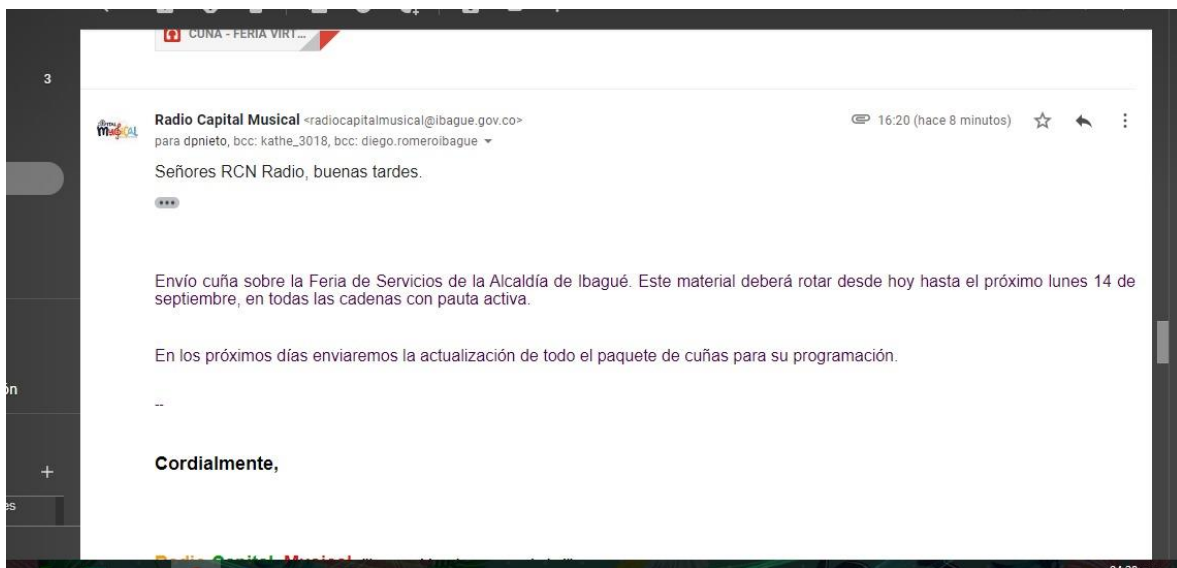 CUÑA - FERIA VIRT...
3
Radio Capital Musical <radiocapitalmusical@ibague.gov.co>
16:20 (hace 8 minutos)
para dpnieto, bcc: kathe_3018, bcc: diego.romeroibague
Señores RCN Radio, buenas tardes.
Envío cuña sobre la Feria de Servicios de la Alcaldía de Ibagué. Este material deberá rotar desde hoy hasta el próximo lunes 14 de
septiembre, en todas las cadenas con pauta activa.
En los próximos días enviaremos la actualización de todo el paquete de cuñas para su programación.
ón
--
Cordialmente,
+
es